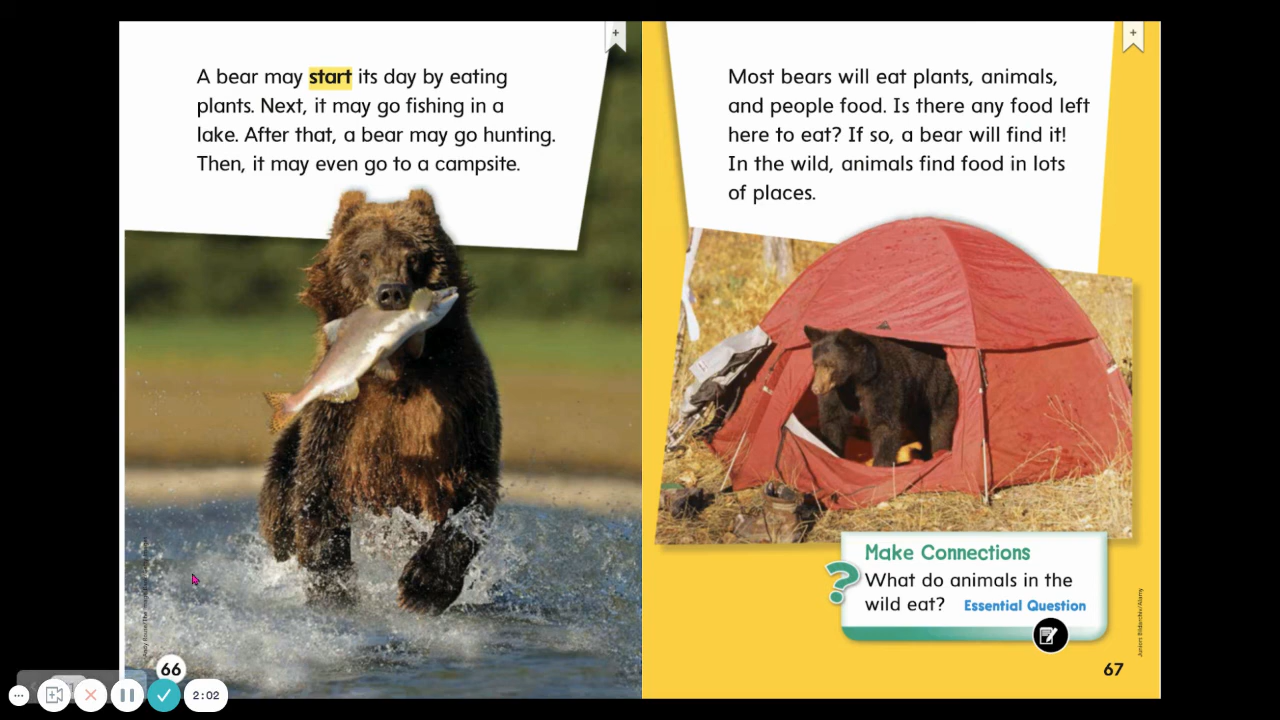 A bear may start its day by eating
plants. Next, it may go fishing in a
lake. After that, a bear may go hunting.
Then, it may even go to a campsite.
66
Most bears will eat plants, animals,
and people food. Is there any food left
here to eat? If so, a bear will find it!
In the wild, animals find food in lots
of places.
Make Connections
? What do animals in the
wild eat? Essential Question
Juniors Bildarchiv/Alamy
67
2:02